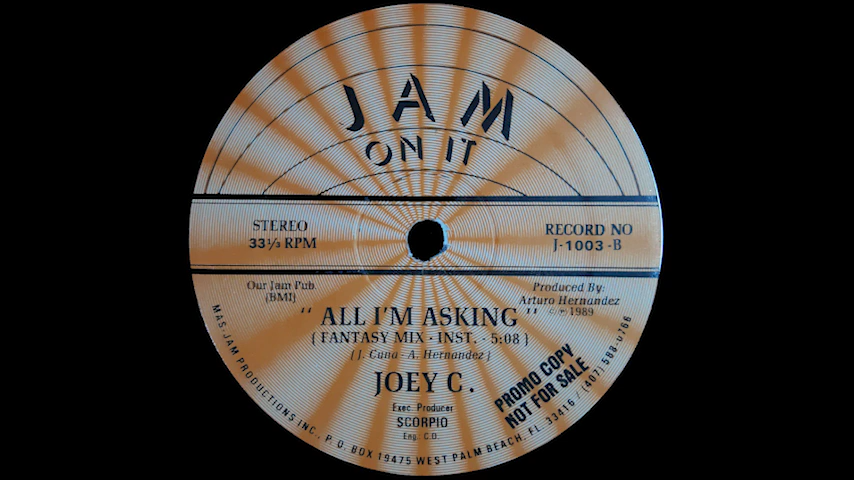 JAM
ON IT
STEREO
33⅓ RPM
RECORD NO
J-1003-B
Our Jam Pub.
(BMI)
Produced By:
Arturo Hernandez
©℗ 1989
"ALL I'M ASKING"
( FANTASY MIX - INST. - 5:08 )
( J. Cuna - A. Hernandez )
JOEY C.
Exec. Producer
SCORPIO
Eng. C.D.
PROMO COPY
NOT FOR SALE
MAS-JAM PRODUCTIONS INC., P. O. BOX 19475 WEST PALM BEACH, FL. 33416 / (407) 588-0766